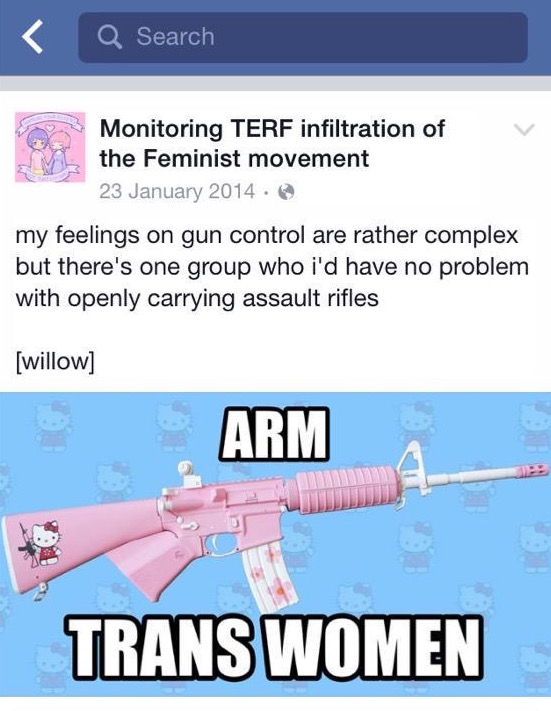 Search
Monitoring TERF infiltration of
the Feminist movement
23 January 2014 ·
my feelings on gun control are rather complex
but there's one group who i'd have no problem
with openly carrying assault rifles
[willow]
ARM
TRANS WOMEN